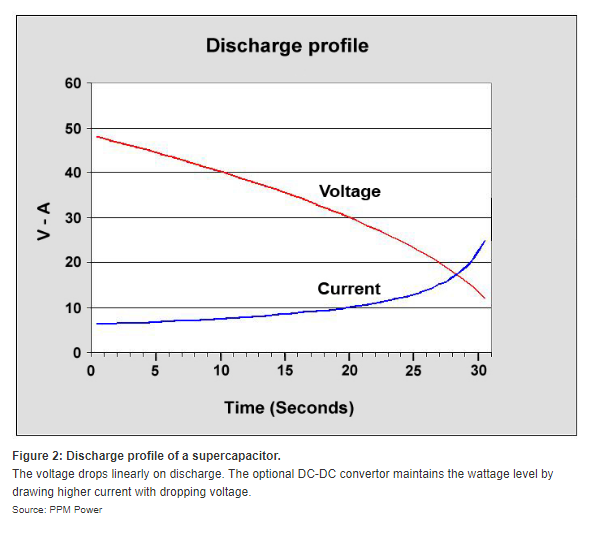 Discharge profile
60
50
40
30
20
10
0
V - A
Voltage
Current
0 5 10 15 20 25 30
Time (Seconds)
Figure 2: Discharge profile of a supercapacitor.
The voltage drops linearly on discharge. The optional DC-DC convertor maintains the wattage level by
drawing higher current with dropping voltage.
Source: PPM Power